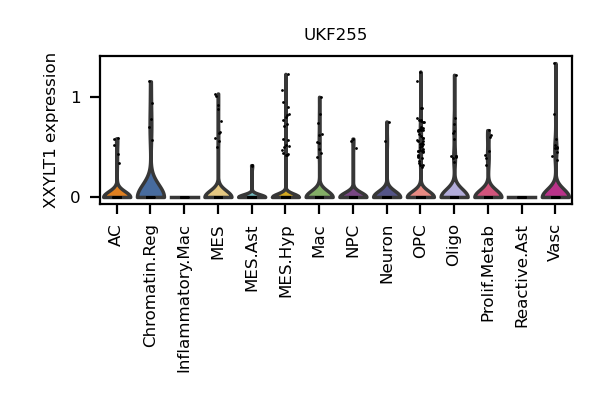 UKF255
XXYLT1 expression
1
0
AC
Chromatin.Reg
Inflammatory.Mac
MES
MES.Ast
MES.Hyp
Mac
NPC
Neuron
OPC
Oligo
Prolif.Metab
Reactive.Ast
Vasc